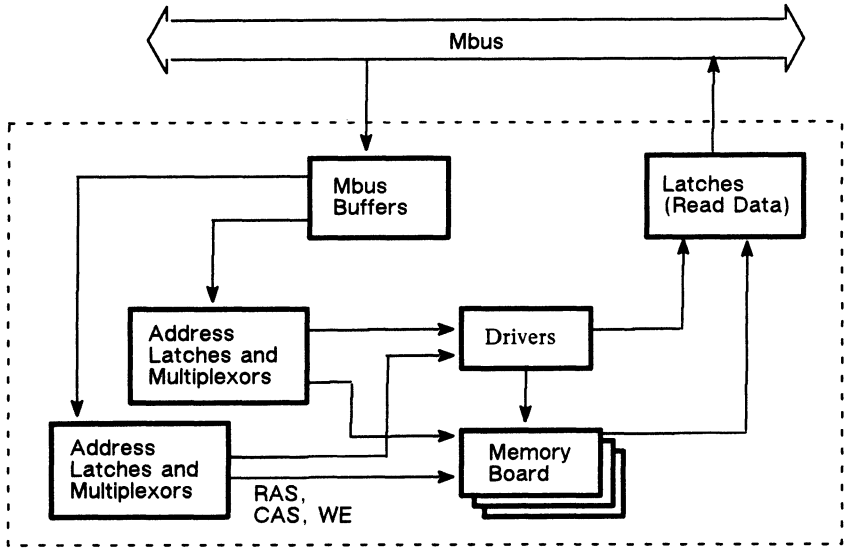 Mbus
Mbus
Buffers
Latches
(Read Data)
Address
Latches and
Multiplexors
Drivers
Address
Latches and
Multiplexors
Memory
Board
RAS,
CAS, WE